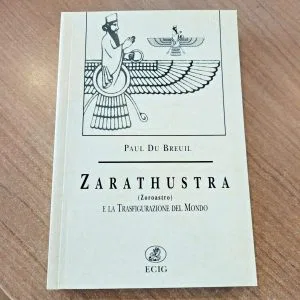 PAUL DU BREUIL
ZARATHUSTRA
(Zoroastro)
E LA TRASFIGURAZIONE DEL MONDO
ECIG